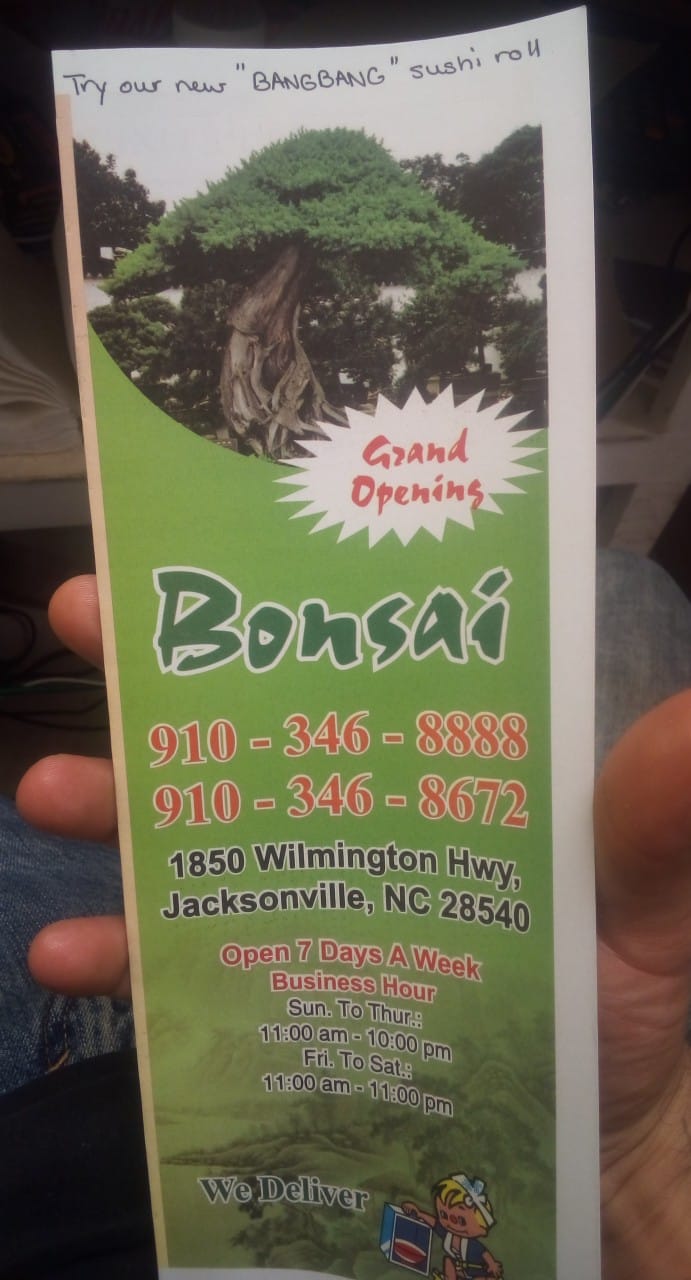 Try our new "BANGBANG" sushi roll
Grand
Opening
Bonsai
910 - 346 - 8888
910 - 346 - 8672
1850 Wilmington Hwy,
Jacksonville, NC 28540
Open 7 Days A Week
Business Hour
Sun. To Thur.:
11:00 am - 10:00 pm
Fri. To Sat.:
11:00 am - 11:00 pm
We Deliver